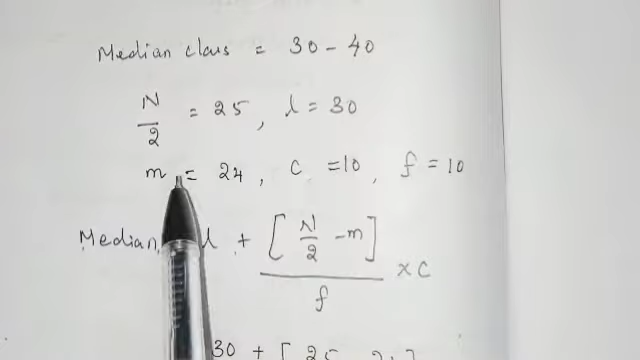 Median class = 30 - 40
N/2 = 25, l = 30
m = 24, c = 10, f = 10
Median l + [N/2 - m]/f × c
30 + [25